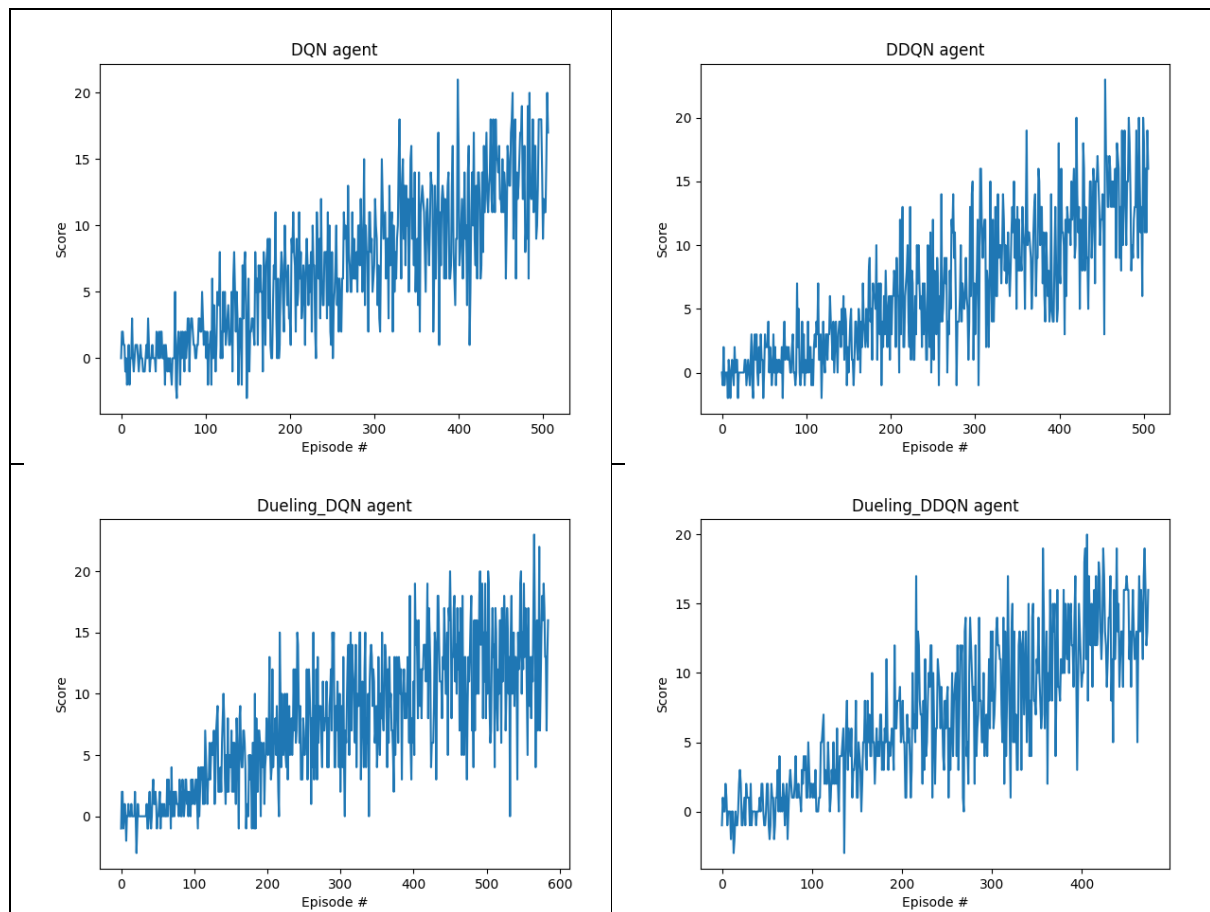 DQN agent
20
15
10
5
0
Score
0 100 200 300 400 500
Episode #
DDQN agent
20
15
10
5
0
Score
0 100 200 300 400 500
Episode #
Dueling_DQN agent
20
15
10
5
0
Score
0 100 200 300 400 500 600
Episode #
Dueling_DDQN agent
20
15
10
5
0
Score
0 100 200 300 400
Episode #